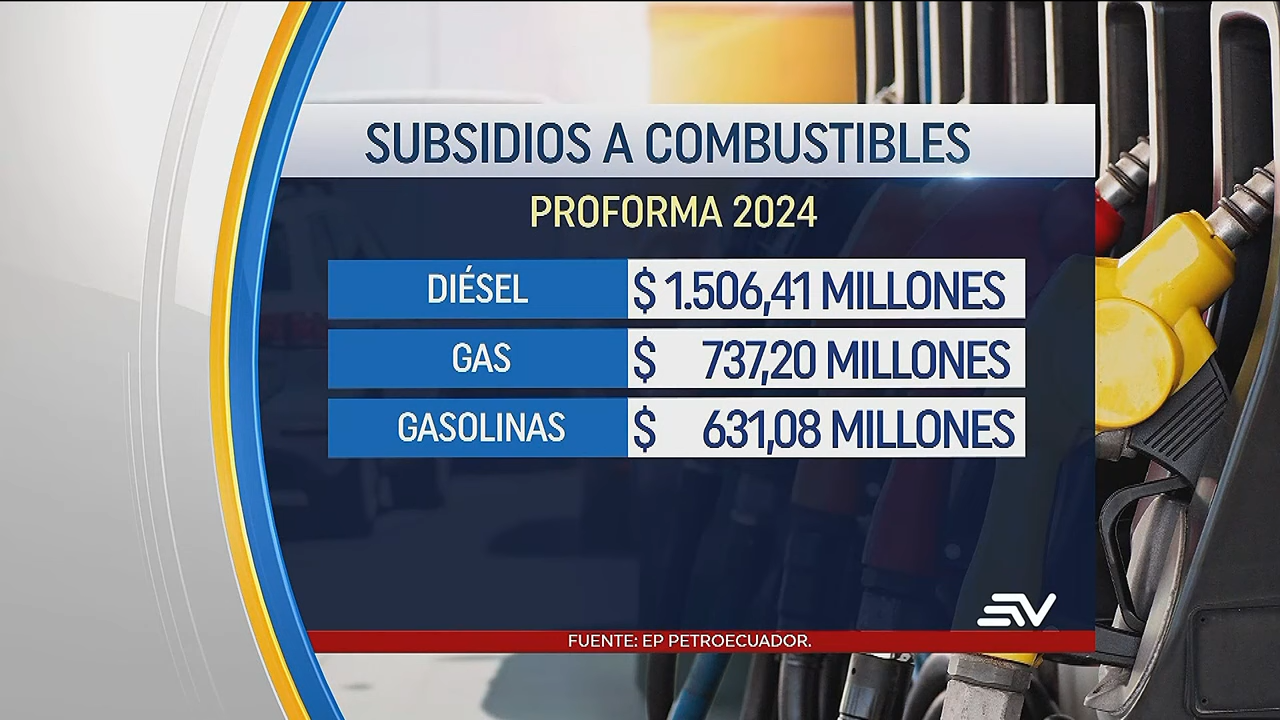 SUBSIDIOS A COMBUSTIBLES
PROFORMA 2024
DIÉSEL $ 1.506,41 MILLONES
GAS $ 737,20 MILLONES
GASOLINAS $ 631,08 MILLONES
FUENTE: EP PETROECUADOR.